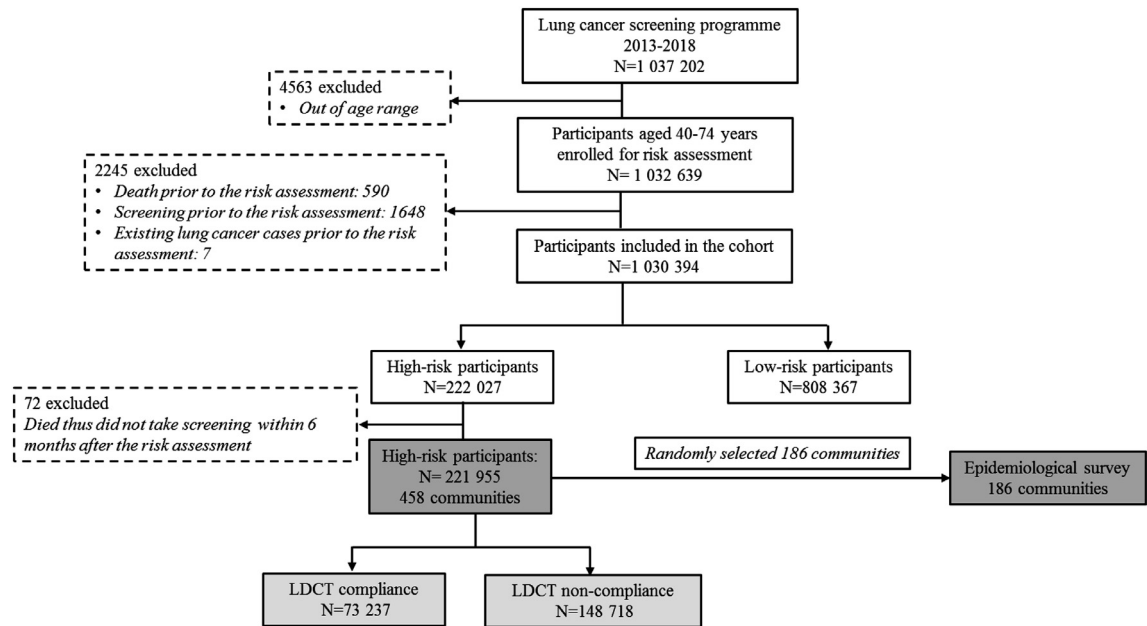 Lung cancer screening programme
2013-2018
N=1 037 202
4563 excluded
• Out of age range
Participants aged 40-74 years
enrolled for risk assessment
N= 1 032 639
2245 excluded
• Death prior to the risk assessment: 590
• Screening prior to the risk assessment: 1648
• Existing lung cancer cases prior to the risk
assessment: 7
Participants included in the cohort
N=1 030 394
High-risk participants
N=222 027
Low-risk participants
N=808 367
72 excluded
Died thus did not take screening within 6
months after the risk assessment
High-risk participants:
N= 221 955
458 communities
Randomly selected 186 communities
Epidemiological survey
186 communities
LDCT compliance
N=73 237
LDCT non-compliance
N=148 718